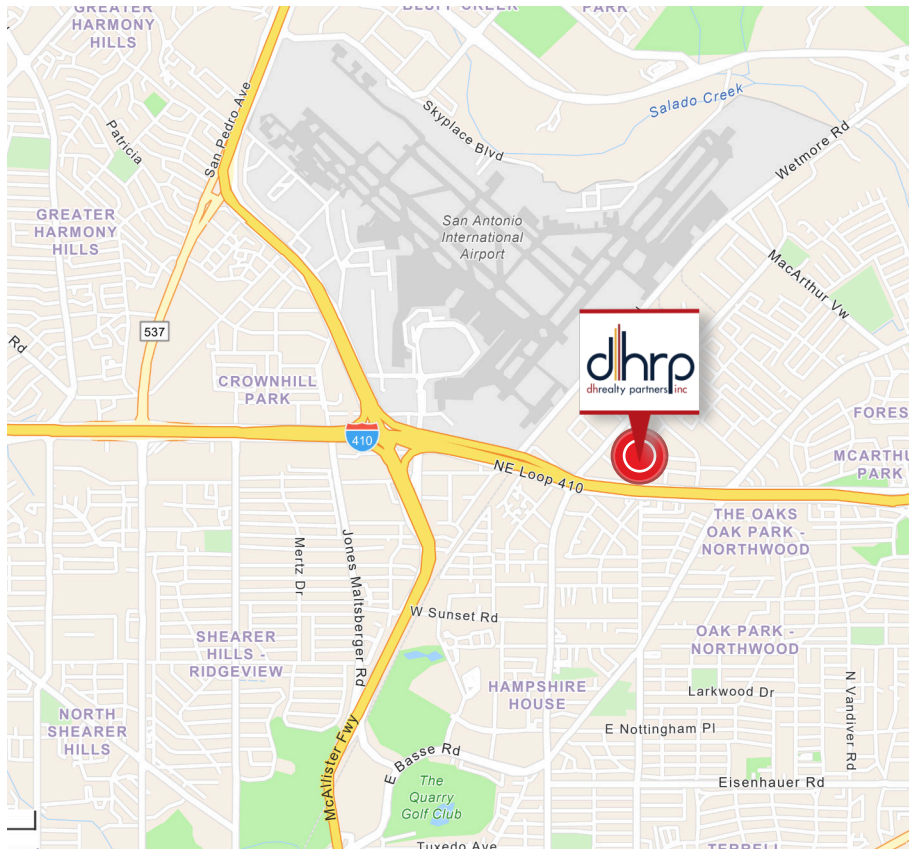 GREATER
HARMONY
HILLS
BLUFF CREEK
PARK
San Pedro Ave
Skyplace Blvd
Salado Creek
Wetmore Rd
Patricia
GREATER
HARMONY
HILLS
San Antonio
International
Airport
MacArthur Vw
537
Rd
dhrp
dhrealty partners inc
CROWNHILL
PARK
FORES
410
MCARTHU
PARK
NE Loop 410
THE OAKS
OAK PARK -
NORTHWOOD
Mertz Dr
Jones Maltsberger Rd
W Sunset Rd
SHEARER
HILLS -
RIDGEVIEW
OAK PARK -
NORTHWOOD
HAMPSHIRE
HOUSE
Larkwood Dr
N Vandiver Rd
NORTH
SHEARER
HILLS
E Nottingham Pl
McAllister Fwy
E Basse Rd
The
Quarry
Golf Club
Eisenhauer Rd
Tuxedo Ave
TERRELL